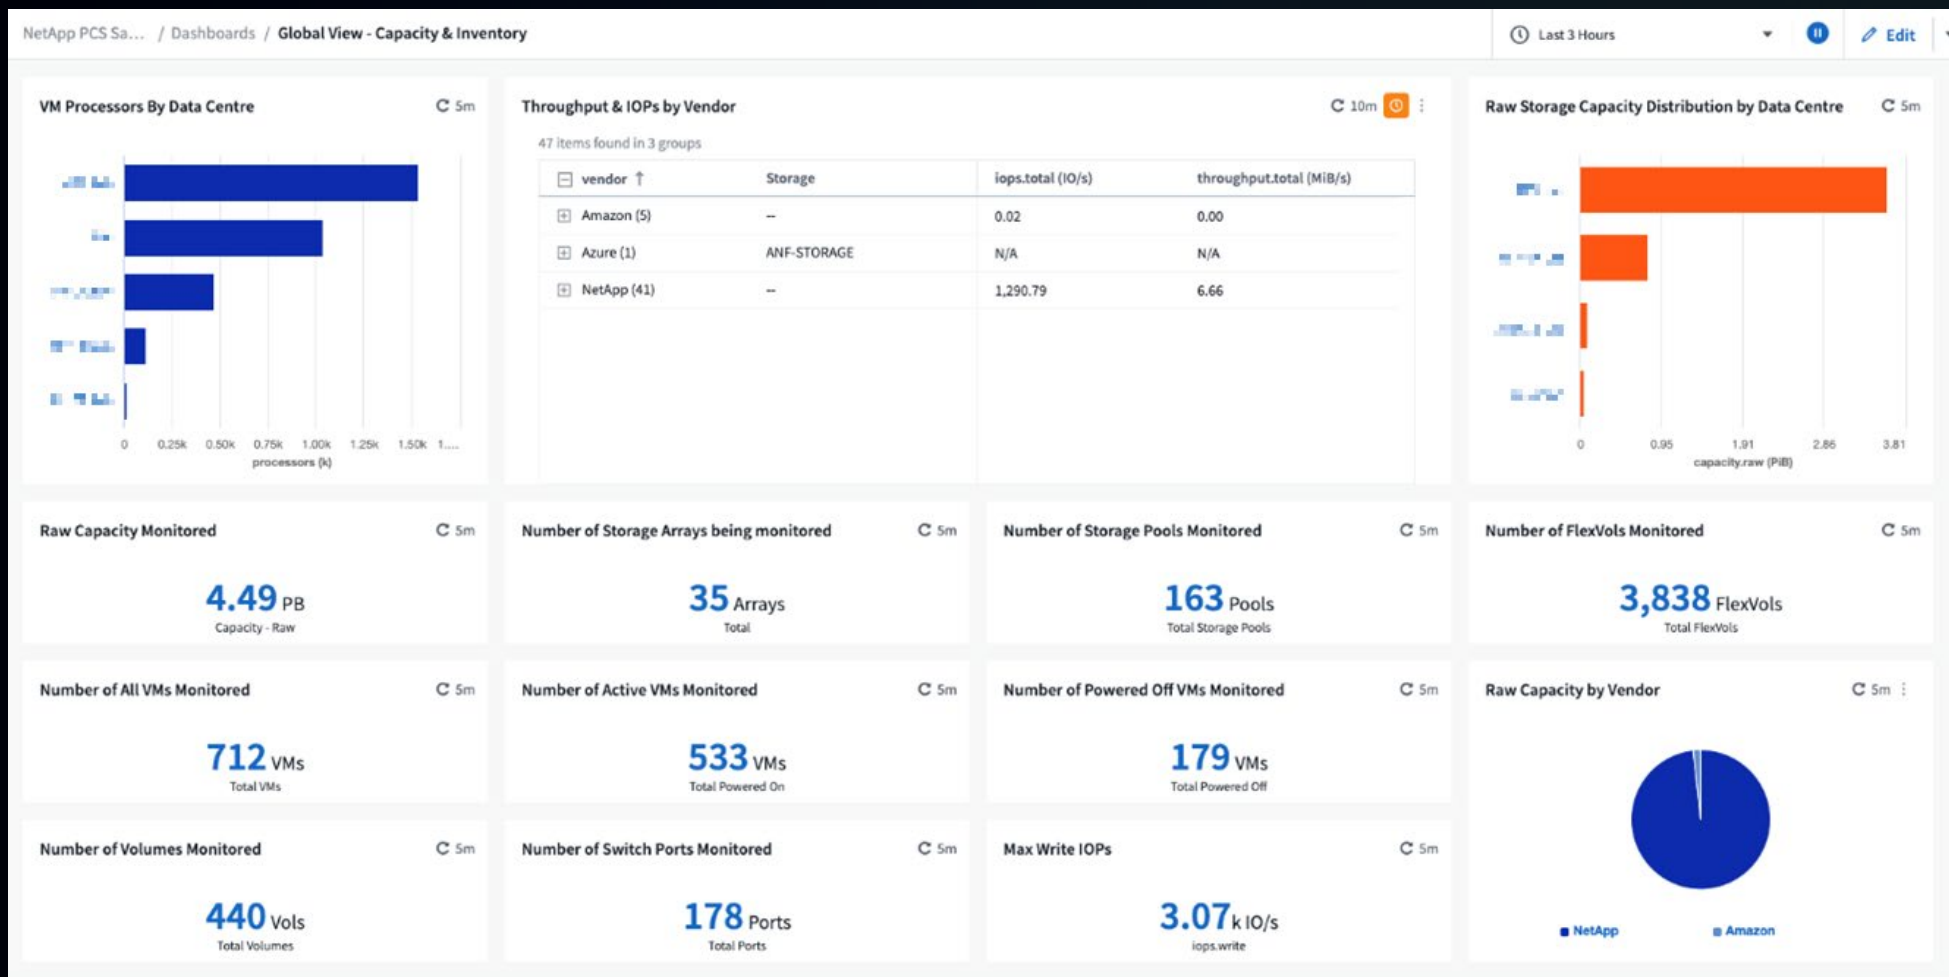 NetApp PCS Sa... / Dashboards / Global View - Capacity & Inventory
Last 3 Hours
Edit
VM Processors By Data Centre
5m
0 0.25k 0.50k 0.75k 1.00k 1.25k 1.50k 1....
processors (k)
Throughput & IOPs by Vendor
10m
47 items found in 3 groups
vendor ↑ Storage iops.total (IO/s) throughput.total (MiB/s)
Amazon (5) -- 0.02 0.00
Azure (1) ANF-STORAGE N/A N/A
NetApp (41) -- 1,290.79 6.66
Raw Storage Capacity Distribution by Data Centre
5m
0 0.95 1.91 2.86 3.81
capacity.raw (PiB)
Raw Capacity Monitored
5m
4.49 PB
Capacity - Raw
Number of Storage Arrays being monitored
5m
35 Arrays
Total
Number of Storage Pools Monitored
5m
163 Pools
Total Storage Pools
Number of FlexVols Monitored
5m
3,838 FlexVols
Total FlexVols
Number of All VMs Monitored
5m
712 VMs
Total VMs
Number of Active VMs Monitored
5m
533 VMs
Total Powered On
Number of Powered Off VMs Monitored
5m
179 VMs
Total Powered Off
Raw Capacity by Vendor
5m
NetApp
Amazon
Number of Volumes Monitored
5m
440 Vols
Total Volumes
Number of Switch Ports Monitored
5m
178 Ports
Total Ports
Max Write IOPs
5m
3.07k IO/s
iops.write